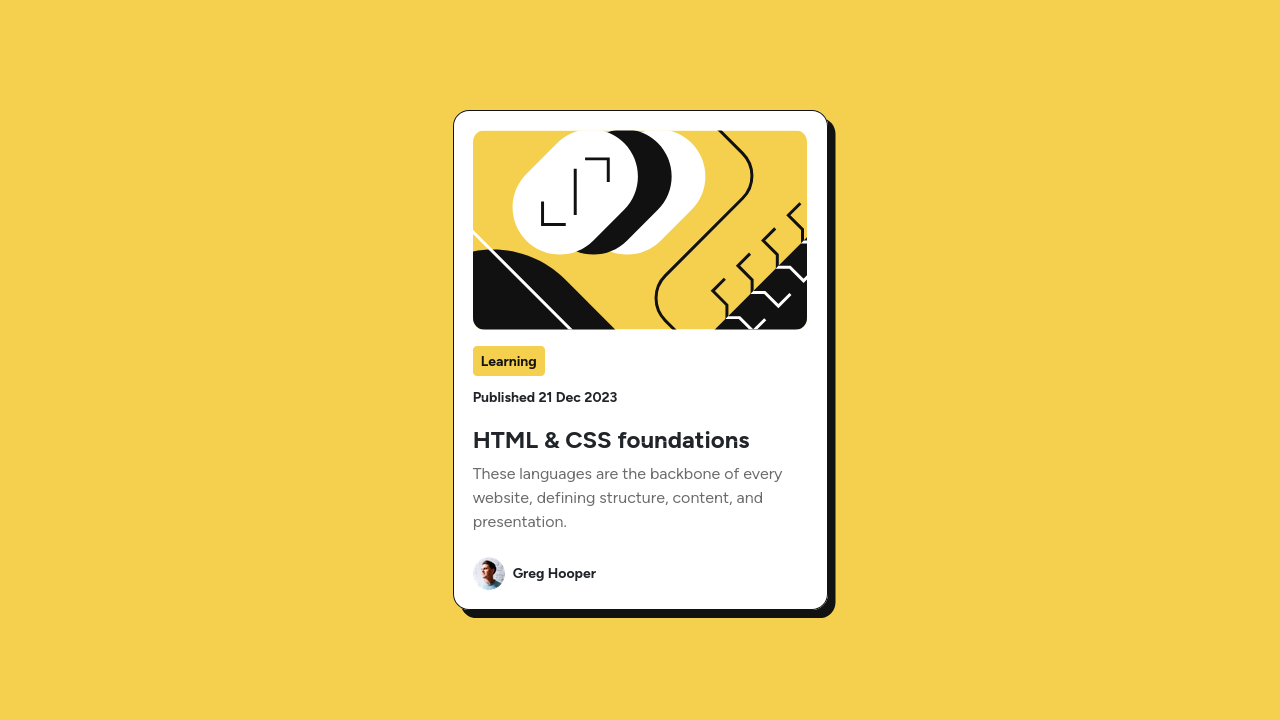 Learning
Published 21 Dec 2023
HTML & CSS foundations
These languages are the backbone of every
website, defining structure, content, and
presentation.
Greg Hooper